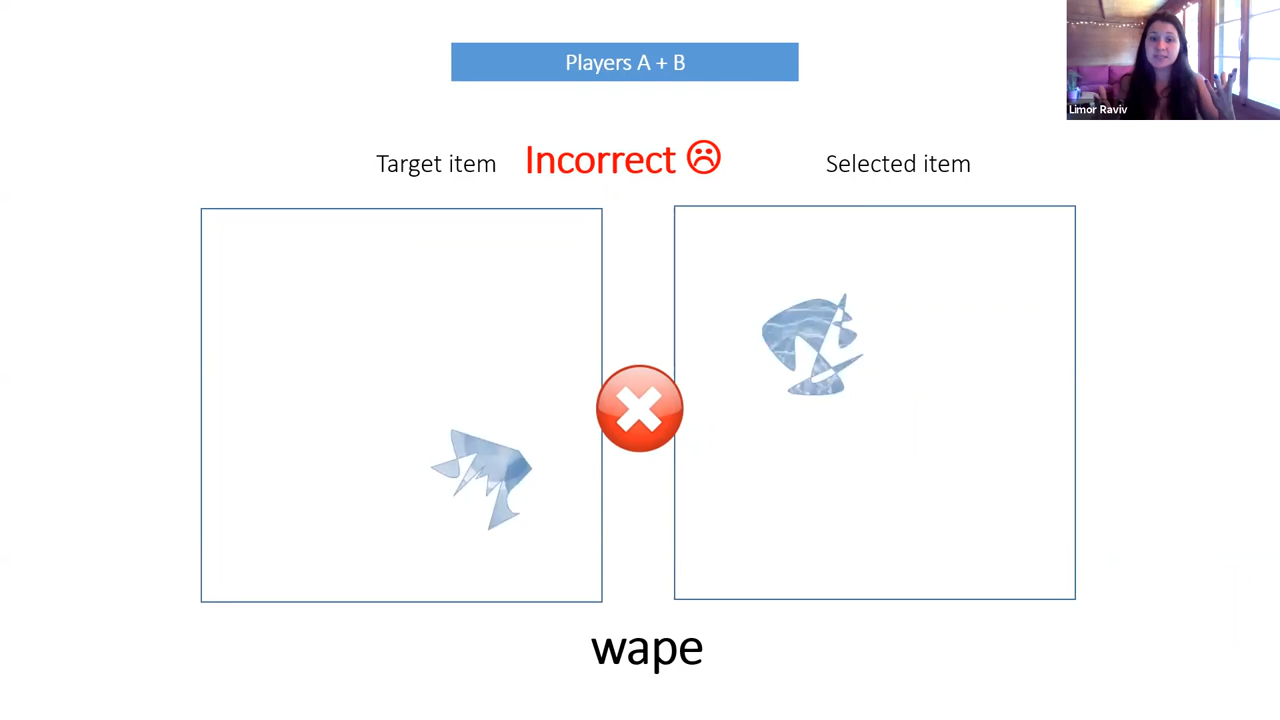 Players A + B
Limor Raviv
Target item
Incorrect ☹
Selected item
wape